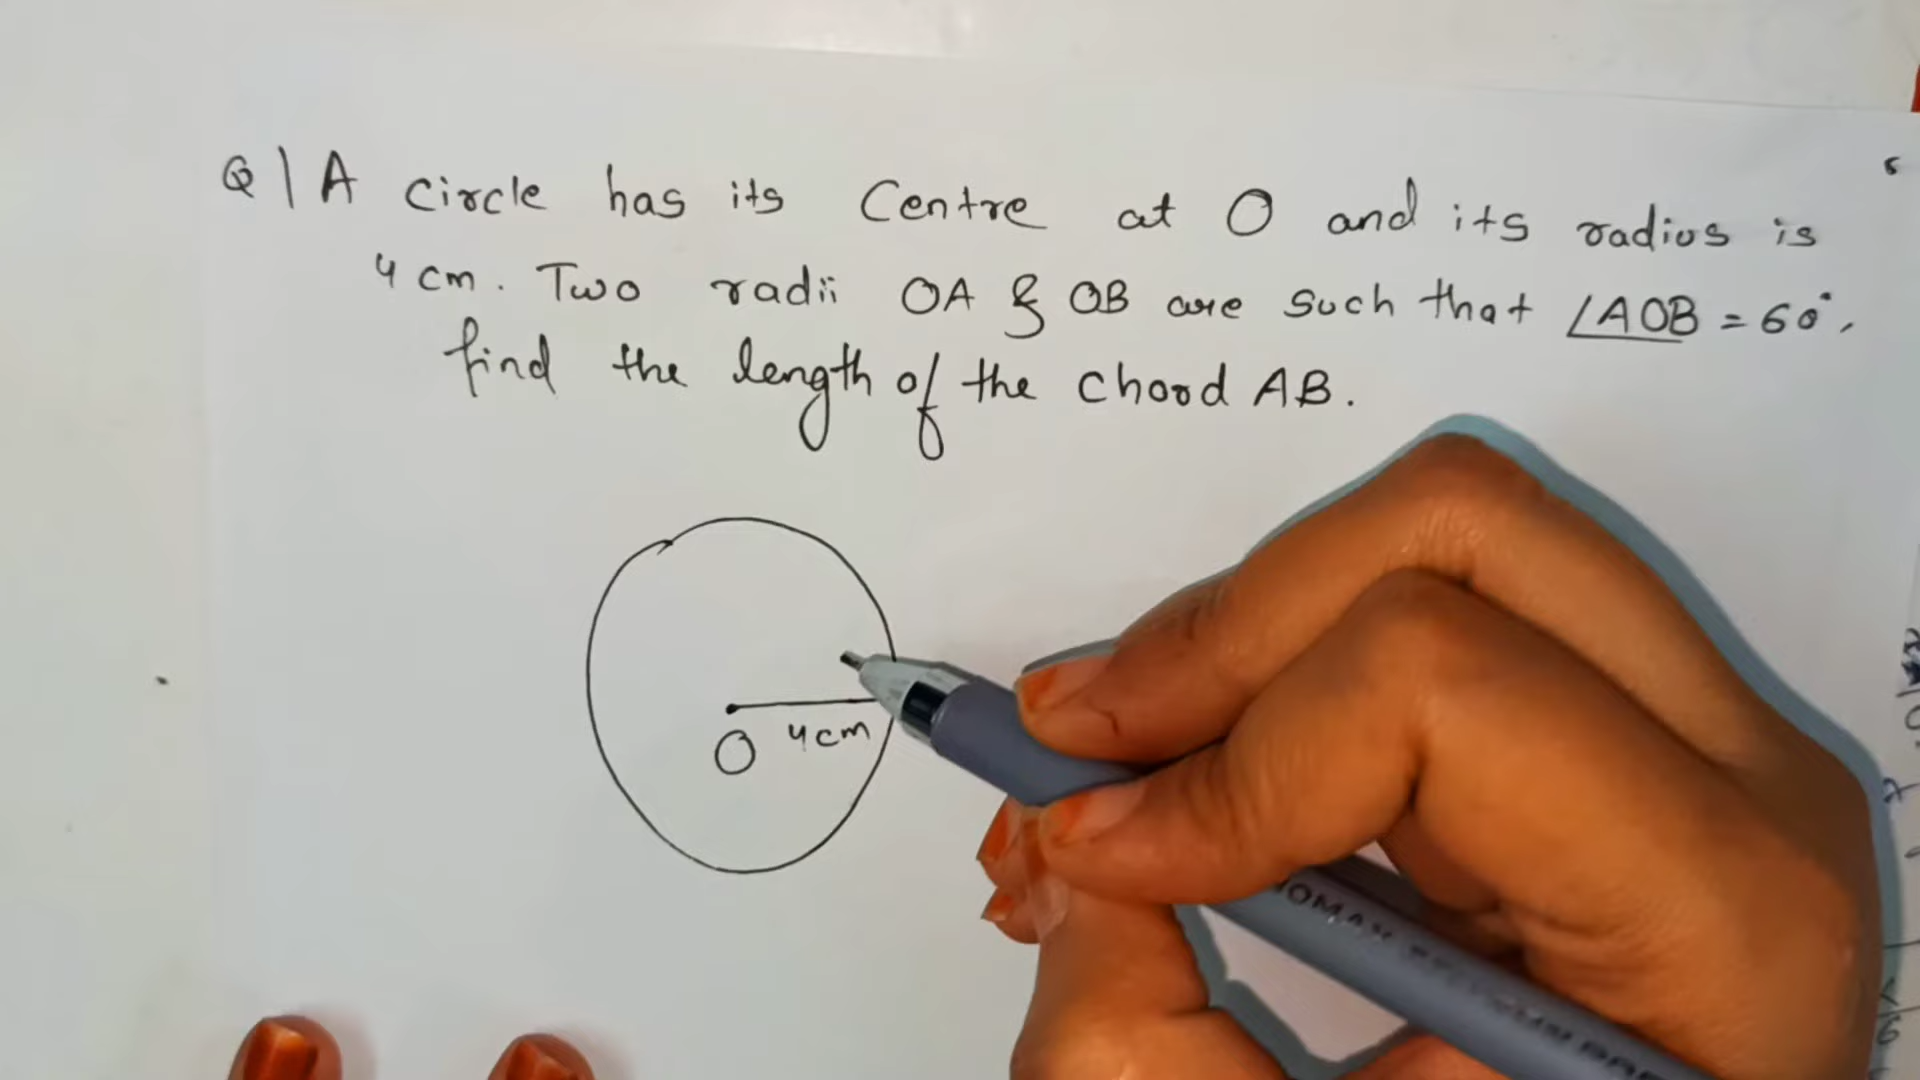 Q1 A circle has its Centre at O and its radius is
4 cm. Two radii OA & OB are such that ∠AOB = 60°,
find the length of the chord AB.
O 4cm